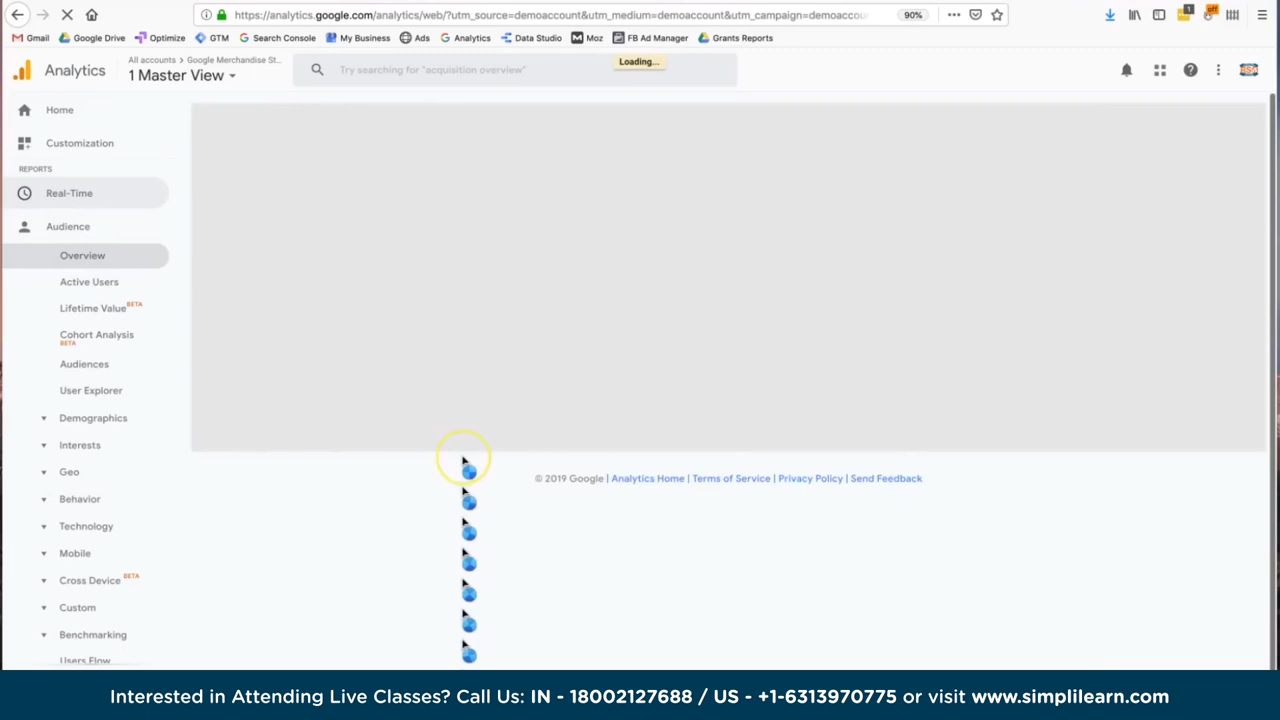 https://analytics.google.com/analytics/web/?utm_source=demoaccount&utm_medium=demoaccount&utm_campaign=demoaccou
90%
1
off
Gmail
Google Drive
Optimize
GTM
Search Console
My Business
Ads
Analytics
Data Studio
Moz
FB Ad Manager
Grants Reports
Analytics
All accounts > Google Merchandise St...
1 Master View
Try searching for "acquisition overview"
Loading...
Home
Customization
REPORTS
Real-Time
Audience
Overview
Active Users
Lifetime Value BETA
Cohort Analysis
BETA
Audiences
User Explorer
Demographics
Interests
Geo
© 2019 Google | Analytics Home | Terms of Service | Privacy Policy | Send Feedback
Behavior
Technology
Mobile
Cross Device BETA
Custom
Benchmarking
Users Flow
Interested in Attending Live Classes? Call Us: IN - 18002127688 / US - +1-6313970775 or visit www.simplilearn.com